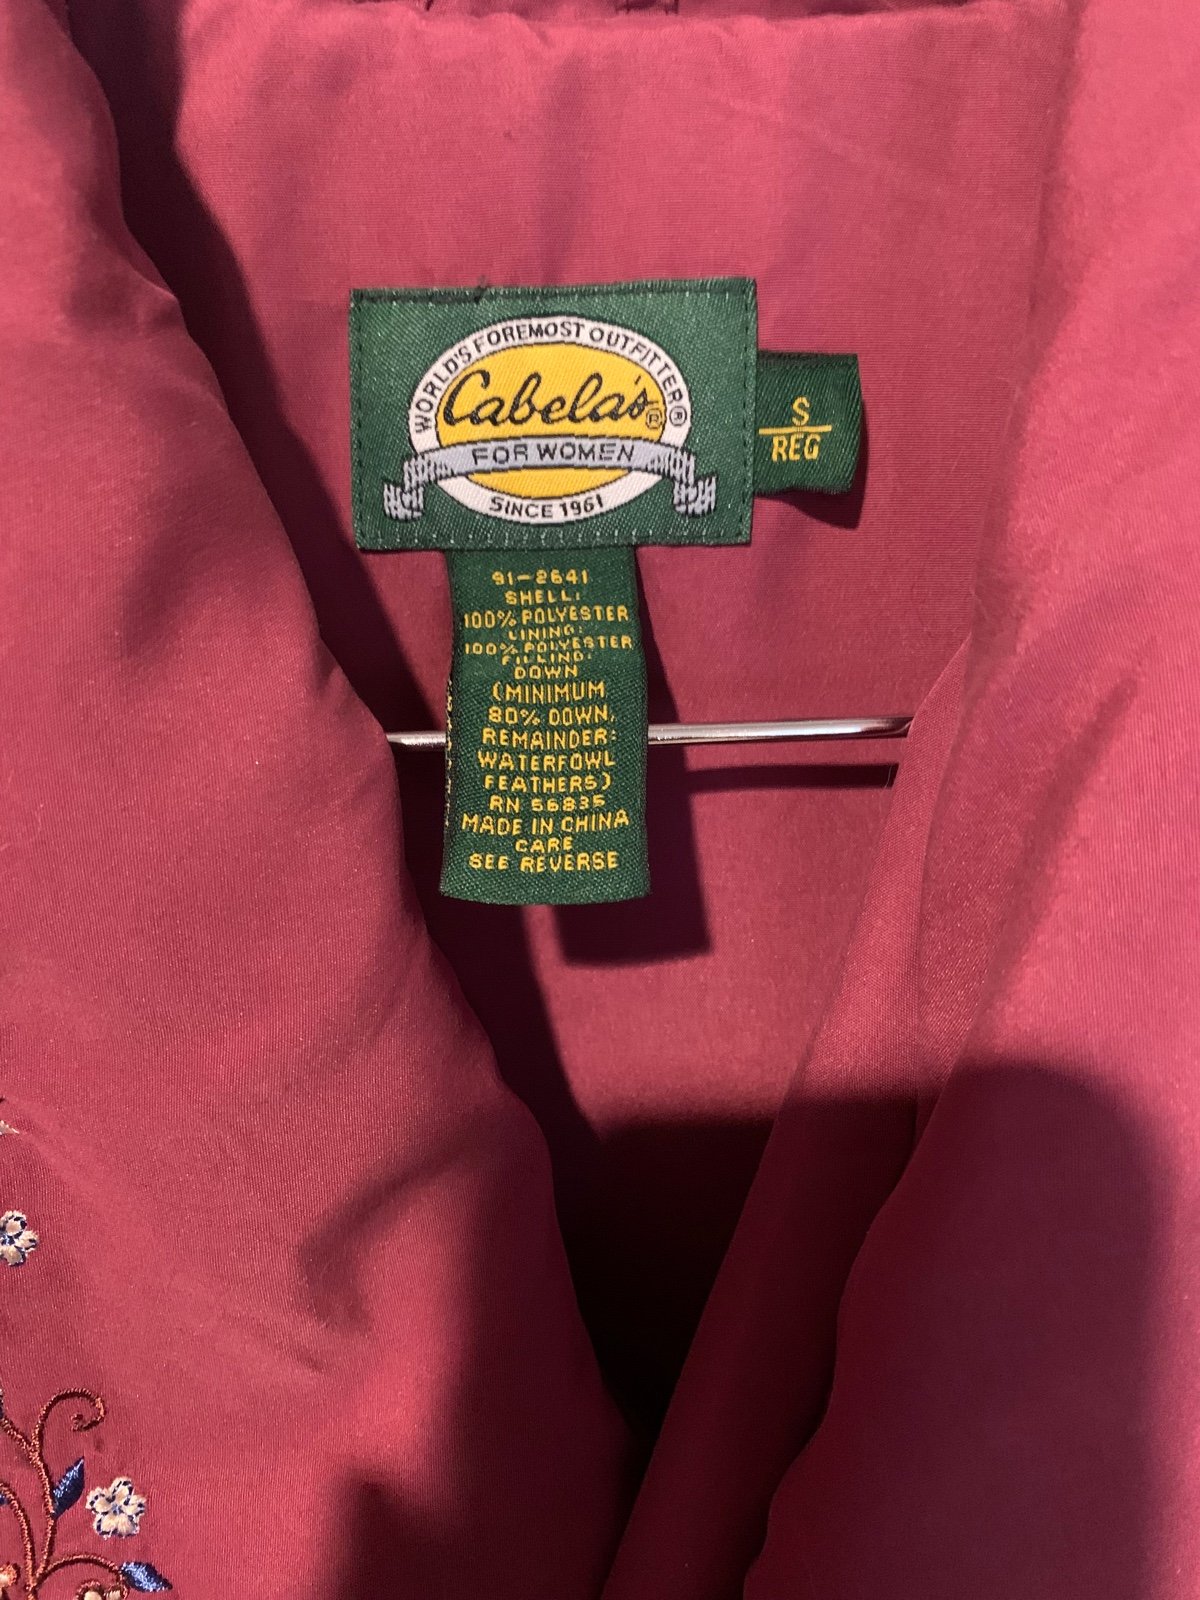 WORLD'S FOREMOST OUTFITTER®
Cabela's®
FOR WOMEN
SINCE 1961
S
REG
91-2641
SHELL:
100% POLYESTER
LINING:
100% POLYESTER
FILLING:
DOWN
(MINIMUM
80% DOWN,
REMAINDER:
WATERFOWL
FEATHERS)
RN 56835
MADE IN CHINA
CARE
SEE REVERSE